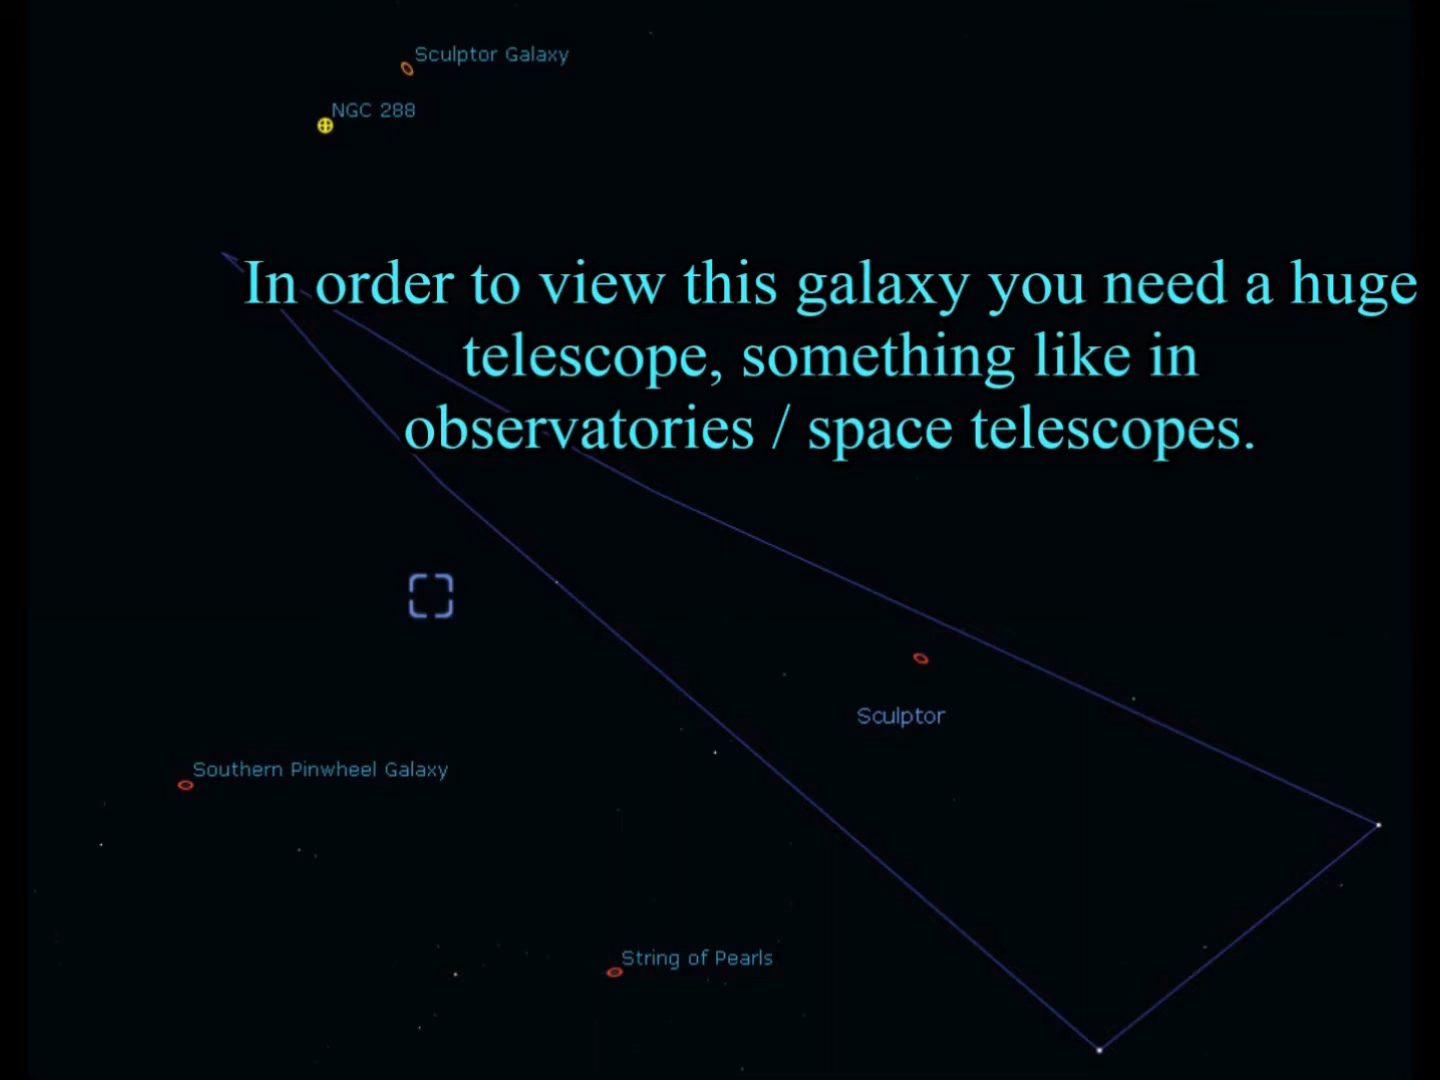 Sculptor Galaxy
NGC 288
In order to view this galaxy you need a huge
telescope, something like in
observatories / space telescopes.
Sculptor
Southern Pinwheel Galaxy
String of Pearls